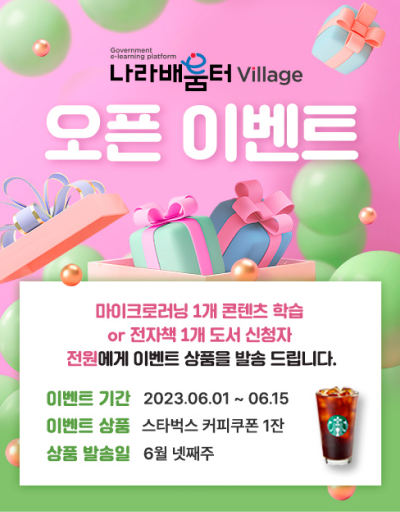 Government
e-learning platform
나라배움터 Village
오픈 이벤트
마이크로러닝 1개 콘텐츠 학습
or 전자책 1개 도서 신청자
전원에게 이벤트 상품을 발송 드립니다.
이벤트 기간 2023.06.01 ~ 06.15
이벤트 상품 스타벅스 커피쿠폰 1잔
상품 발송일 6월 넷째주